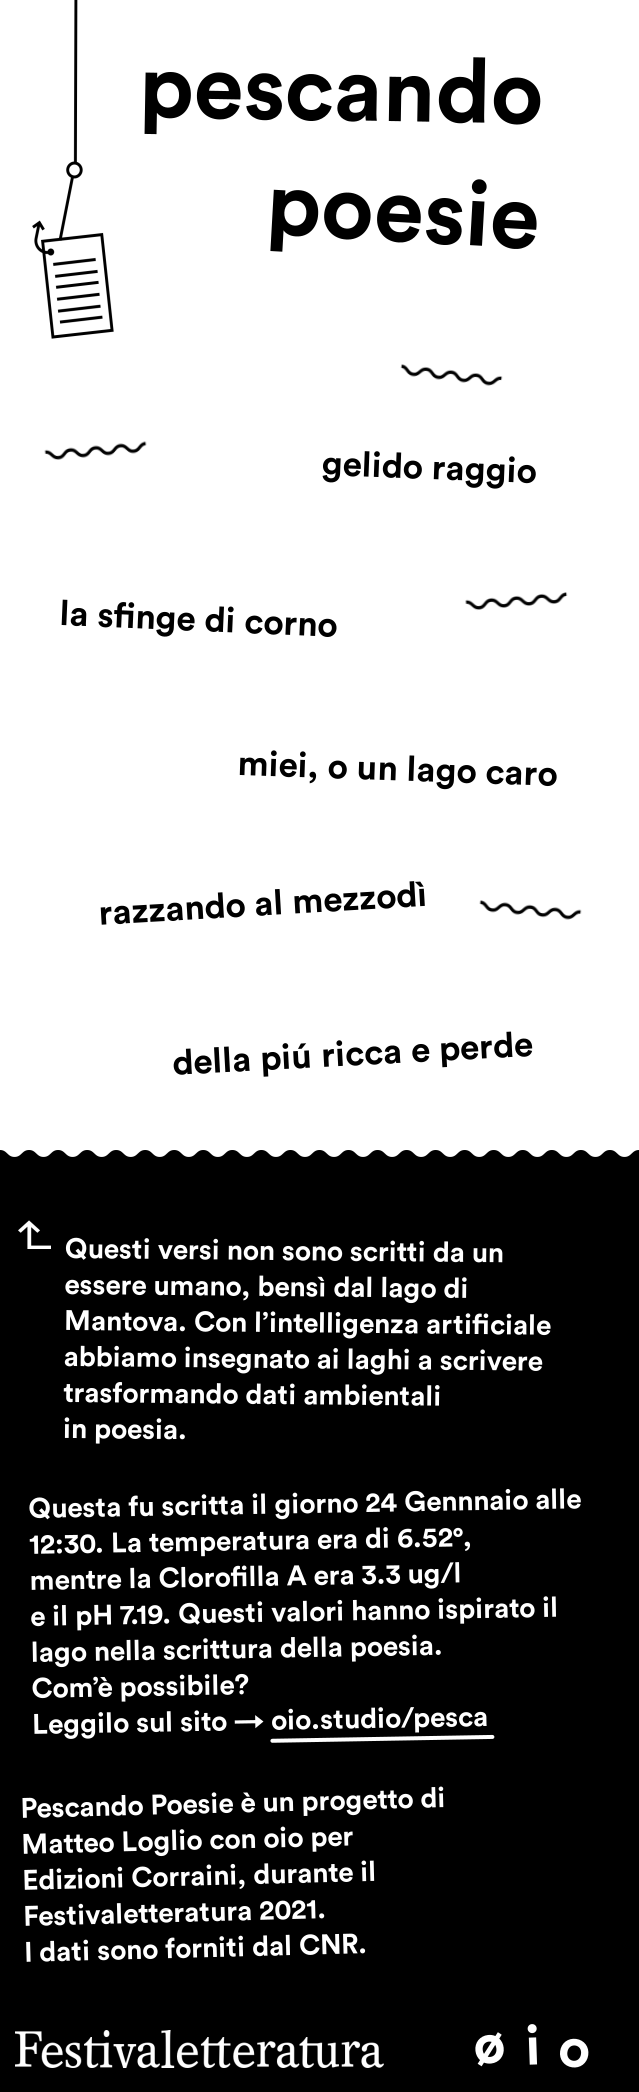 pescando
poesie
gelido raggio
la sfinge di corno
miei, o un lago caro
razzando al mezzodì
della piú ricca e perde
Questi versi non sono scritti da un
essere umano, bensì dal lago di
Mantova. Con l’intelligenza artificiale
abbiamo insegnato ai laghi a scrivere
trasformando dati ambientali
in poesia.
Questa fu scritta il giorno 24 Gennnaio alle
12:30. La temperatura era di 6.52°,
mentre la Clorofilla A era 3.3 ug/l
e il pH 7.19. Questi valori hanno ispirato il
lago nella scrittura della poesia.
Com’è possibile?
Leggilo sul sito → oio.studio/pesca
Pescando Poesie è un progetto di
Matteo Loglio con oio per
Edizioni Corraini, durante il
Festivaletteratura 2021.
I dati sono forniti dal CNR.
Festivaletteratura ø i o